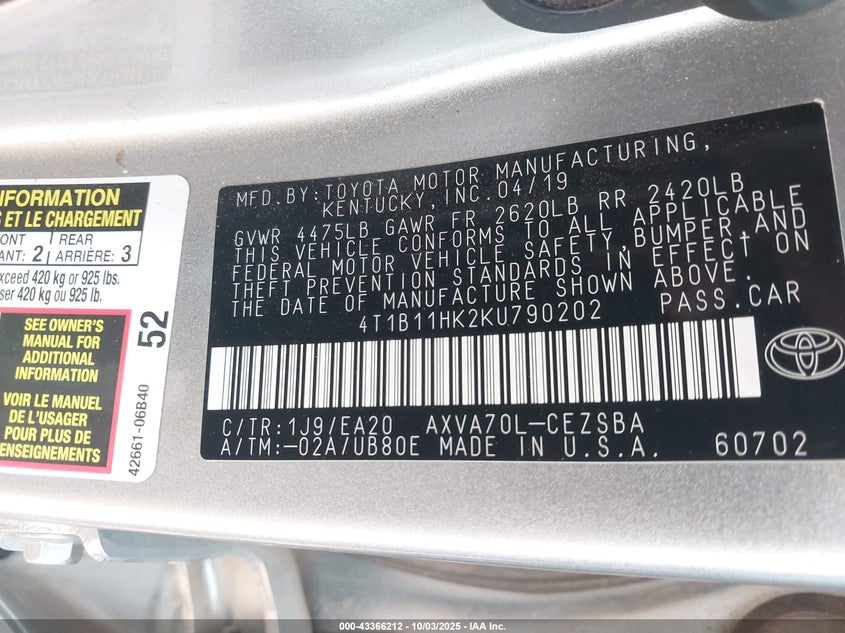 INFORMATION
S ET LE CHARGEMENT
ONT 2 REAR
ANT: ARRIÈRE: 3
exceed 420 kg or 925 lbs.
ser 420 kg ou 925 lb.
SEE OWNER'S
MANUAL FOR
ADDITIONAL
INFORMATION
VOIR LE MANUEL
DE L'USAGER
POUR PLUS DE
RENSEIGNEMENTS
52
42661-06B40
MFD.BY:TOYOTA MOTOR MANUFACTURING,
KENTUCKY,INC.04/19
GVWR 4475LB GAWR FR 2620LB RR 2420LB
THIS VEHICLE CONFORMS TO ALL APPLICABLE
FEDERAL MOTOR VEHICLE SAFETY,BUMPER,AND
THEFT PREVENTION STANDARDS IN EFFECT ON
THE DATE OF MANUFACTURE SHOWN ABOVE.
4T1B11HK2KU790202 PASS.CAR
C/TR:1J9/EA20 AXVA70L-CEZSBA
A/TM:-02A/UB80E MADE IN U.S.A. 60702
000-43366212 - 10/03/2025 - IAA Inc.